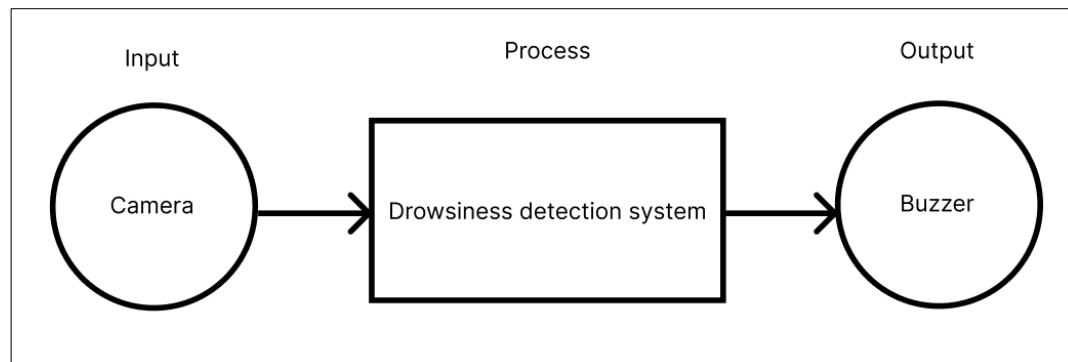 Input
Process
Output
Camera
Drowsiness detection system
Buzzer